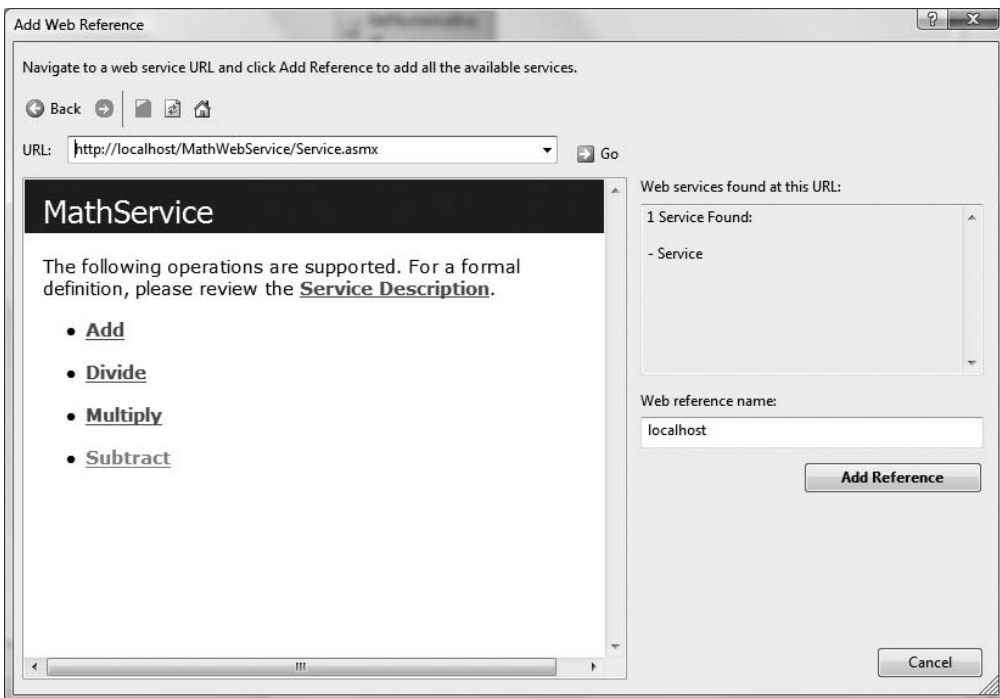 Add Web Reference
Navigate to a web service URL and click Add Reference to add all the available services.
Back
URL: http://localhost/MathWebService/Service.asmx Go
MathService
The following operations are supported. For a formal
definition, please review the Service Description.
• Add
• Divide
• Multiply
• Subtract
Web services found at this URL:
1 Service Found:
- Service
Web reference name:
localhost
Add Reference
Cancel